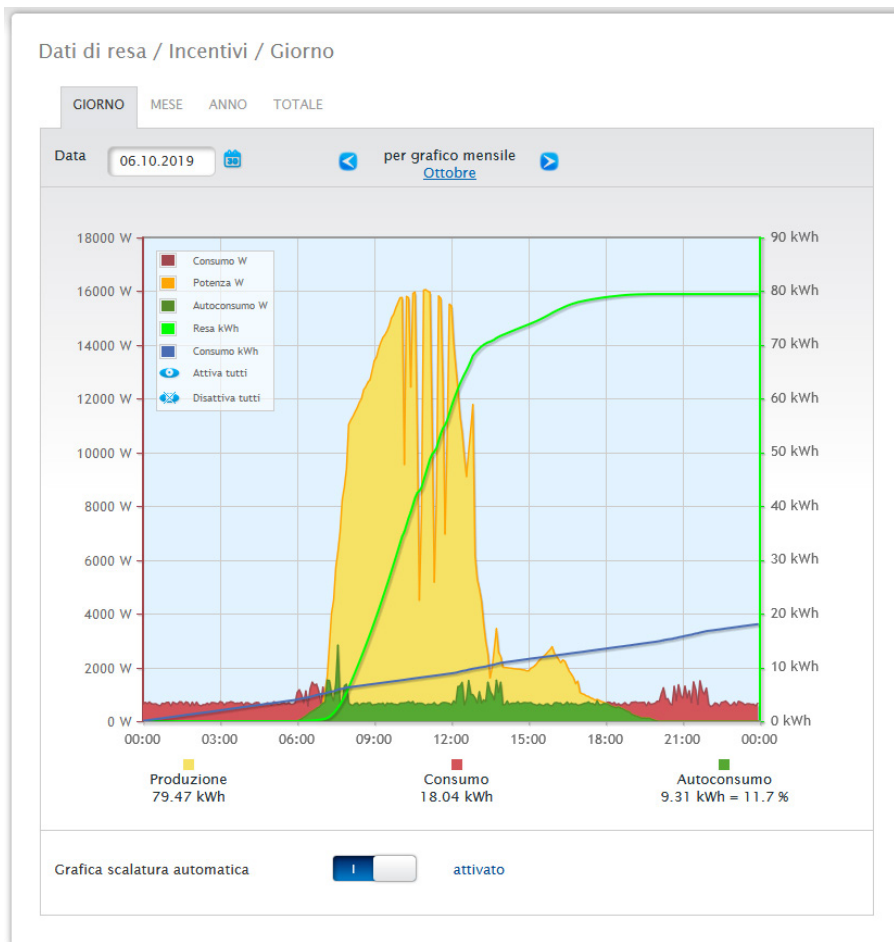 Dati di resa / Incentivi / Giorno
GIORNO MESE ANNO TOTALE
Data 06.10.2019 30 per grafico mensile
Ottobre
18000 W 90 kWh
Consumo W
Potenza W
16000 W 80 kWh
Autoconsumo W
Resa kWh
14000 W 70 kWh
Consumo kWh
Attiva tutti
12000 W Disattiva tutti 60 kWh
10000 W 50 kWh
8000 W 40 kWh
6000 W 30 kWh
4000 W 20 kWh
2000 W 10 kWh
0 W 0 kWh
00:00 03:00 06:00 09:00 12:00 15:00 18:00 21:00 00:00
Produzione Consumo Autoconsumo
79.47 kWh 18.04 kWh 9.31 kWh = 11.7 %
Grafica scalatura automatica I attivato